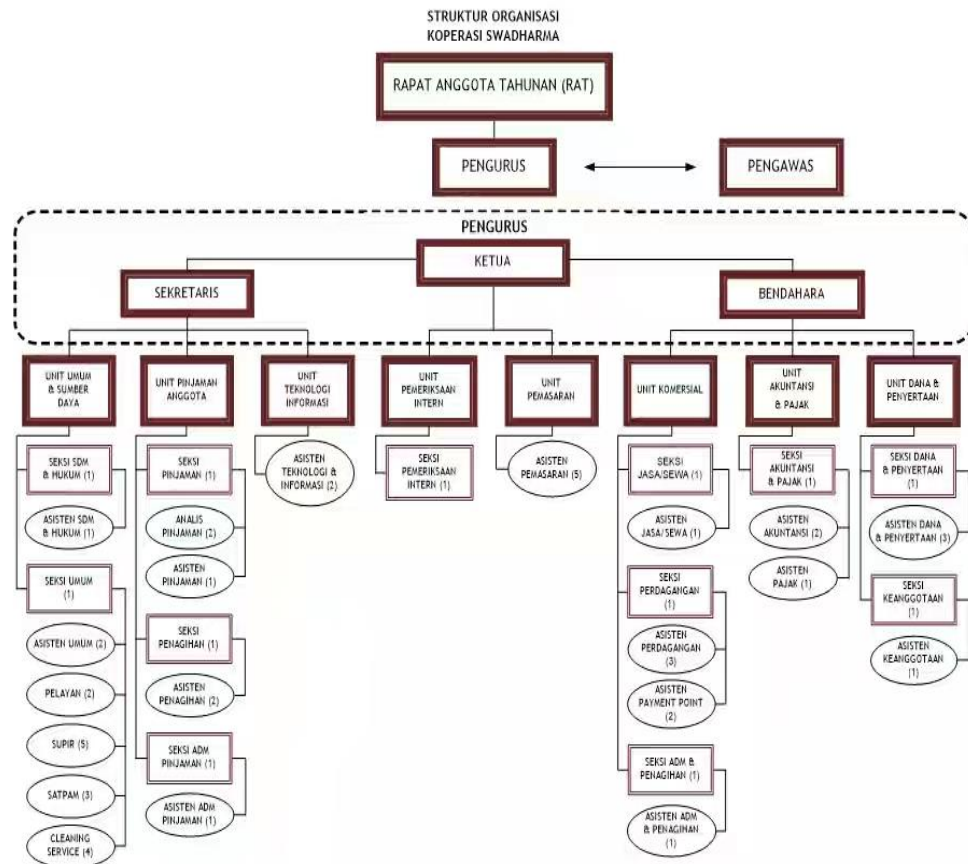 STRUKTUR ORGANISASI
KOPERASI SWADHARMA
RAPAT ANGGOTA TAHUNAN (RAT)
PENGURUS
PENGAWAS
PENGURUS
KETUA
SEKRETARIS
BENDAHARA
UNIT UMUM
& SUMBER
DAYA
UNIT PINJAMAN
ANGGOTA
UNIT
TEKNOLOGI
INFORMASI
UNIT
PEMERIKSAAN
INTERN
UNIT
PEMASARAN
UNIT KOMERSIAL
UNIT
AKUNTANSI
& PAJAK
UNIT DANA &
PENYERTAAN
SEKSI SDM
& HUKUM (1)
ASISTEN SDM
& HUKUM (1)
SEKSI UMUM
(1)
ASISTEN UMUM (2)
PELAYAN (2)
SUPIR (5)
SATPAM (3)
CLEANING
SERVICE (4)
SEKSI
PINJAMAN (1)
ANALIS
PINJAMAN (2)
ASISTEN
PINJAMAN (1)
SEKSI
PENAGIHAN (1)
ASISTEN
PENAGIHAN (2)
SEKSI ADM
PINJAMAN (1)
ASISTEN ADM
PINJAMAN (1)
ASISTEN
TEKNOLOGI &
INFORMASI (2)
SEKSI
PEMERIKSAAN
INTERN (1)
ASISTEN
PEMASARAN (5)
SEKSI
JASA/SEWA (1)
ASISTEN
JASA/SEWA (1)
SEKSI
PERDAGANGAN
(1)
ASISTEN
PERDAGANGAN
(3)
ASISTEN
PAYMENT POINT
(2)
SEKSI ADM &
PENAGIHAN (1)
ASISTEN ADM
& PENAGIHAN
(1)
SEKSI
AKUNTANSI
& PAJAK (1)
ASISTEN
AKUNTANSI (2)
ASISTEN
PAJAK (1)
SEKSI DANA
& PENYERTAAN
(1)
ASISTEN DANA
& PENYERTAAN (3)
SEKSI
KEANGGOTAAN
(1)
ASISTEN
KEANGGOTAAN
(1)